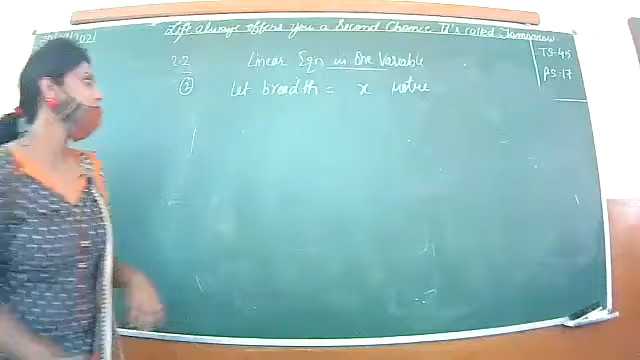 Life always offers you a Second Chance. It's called Tomorrow.
TS-45
PS-17
2.2 Linear Eqn in One Variable
② Let breadth = x metre